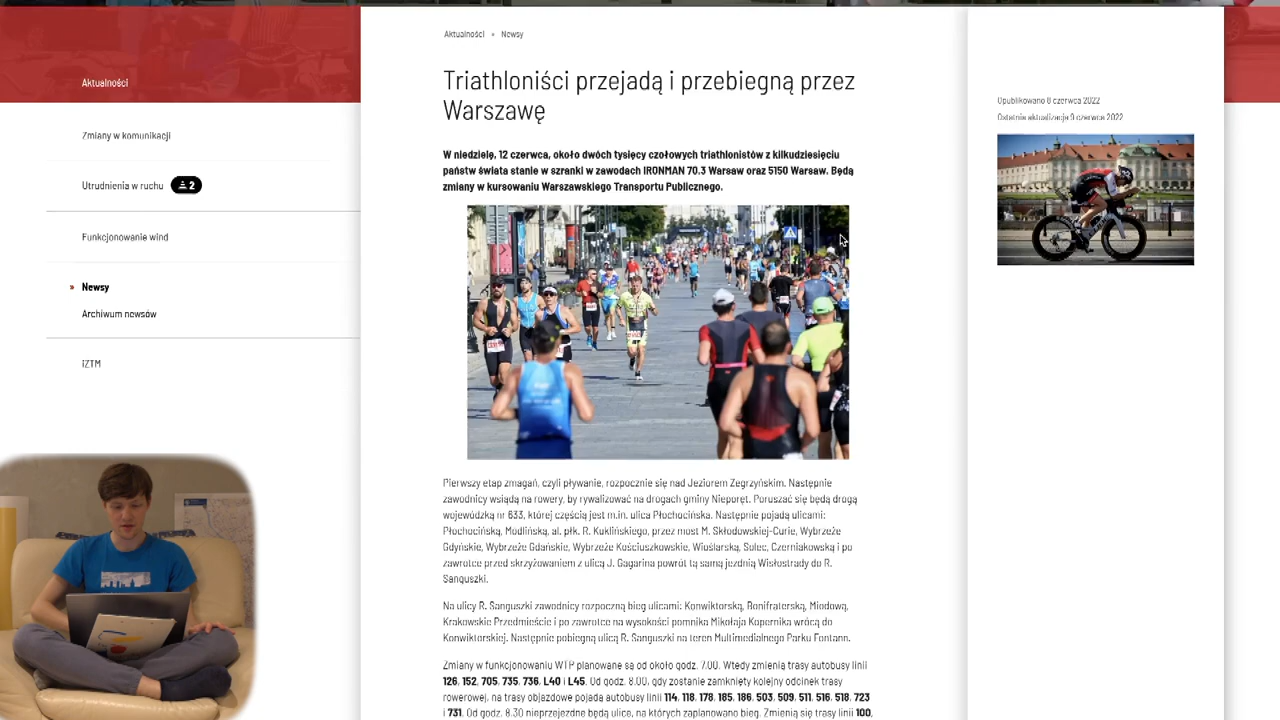 Aktualności
Zmiany w komunikacji
Utrudnienia w ruchu 2
Funkcjonowanie wind
» Newsy
Archiwum newsów
iZTM
Aktualności • Newsy
Triathloniści przejadą i przebiegną przez
Warszawę
W niedzielę, 12 czerwca, około dwóch tysięcy czołowych triathlonistów z kilkudziesięciu
państw świata stanie w szranki w zawodach IRONMAN 70.3 Warsaw oraz 5150 Warsaw. Będą
zmiany w kursowaniu Warszawskiego Transportu Publicznego.
Pierwszy etap zmagań, czyli pływanie, rozpocznie się nad Jeziorem Zegrzyńskim. Następnie
zawodnicy wsiądą na rowery, by rywalizować na drogach gminy Nieporęt. Poruszać się będą drogą
wojewódzką nr 633, której częścią jest m.in. ulica Płochocińska. Następnie pojadą ulicami:
Płochocińską, Modlińską, al. płk. R. Kuklińskiego, przez most M. Skłodowskiej-Curie, Wybrzeże
Gdyńskie, Wybrzeże Gdańskie, Wybrzeże Kościuszkowskie, Wioślarską, Solec, Czerniakowską i po
zawrotce przed skrzyżowaniem z ulicą J. Gagarina powrót tą samą jezdnią Wisłostrady do R.
Sanguszki.
Na ulicy R. Sanguszki zawodnicy rozpoczną bieg ulicami: Konwiktorską, Bonifraterską, Miodową,
Krakowskie Przedmieście i po zawrotce na wysokości pomnika Mikołaja Kopernika wrócą do
Konwiktorskiej. Następnie pobiegną ulicą R. Sanguszki na teren Multimedialnego Parku Fontann.
Zmiany w funkcjonowaniu WTP planowane są od około godz. 7.00. Wtedy zmienią trasy autobusy linii
126, 152, 705, 735, 736, L40 i L45. Od godz. 8.00, gdy zostanie zamknięty kolejny odcinek trasy
rowerowej, na trasy objazdowe pojadą autobusy linii 114, 118, 178, 185, 186, 503, 509, 511, 516, 518, 723
i 731. Od godz. 8.30 nieprzejezdne będą ulice, na których zaplanowano bieg. Zmienią się trasy linii 100,
Opublikowano 8 czerwca 2022
Ostatnia aktualizacja 9 czerwca 2022